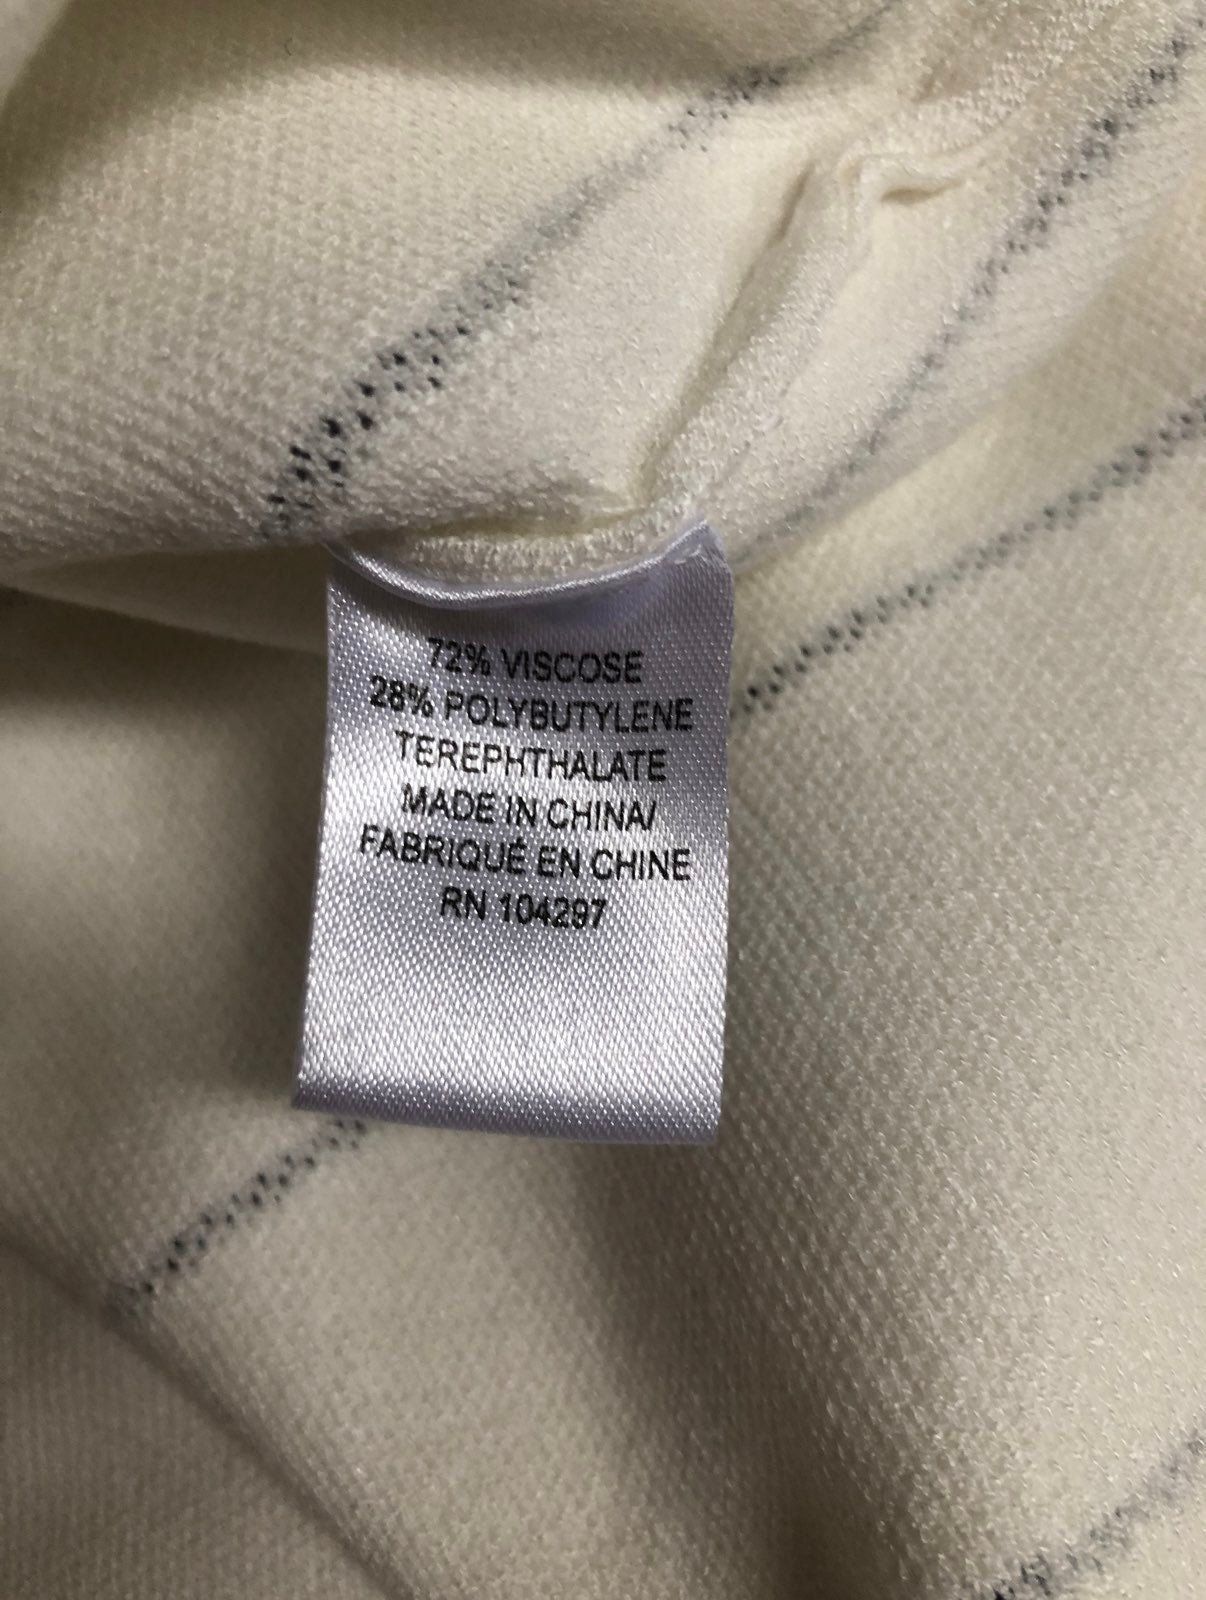 72% VISCOSE
28% POLYBUTYLENE
TEREPHTHALATE
MADE IN CHINA/
FABRIQUÉ EN CHINE
RN 104297